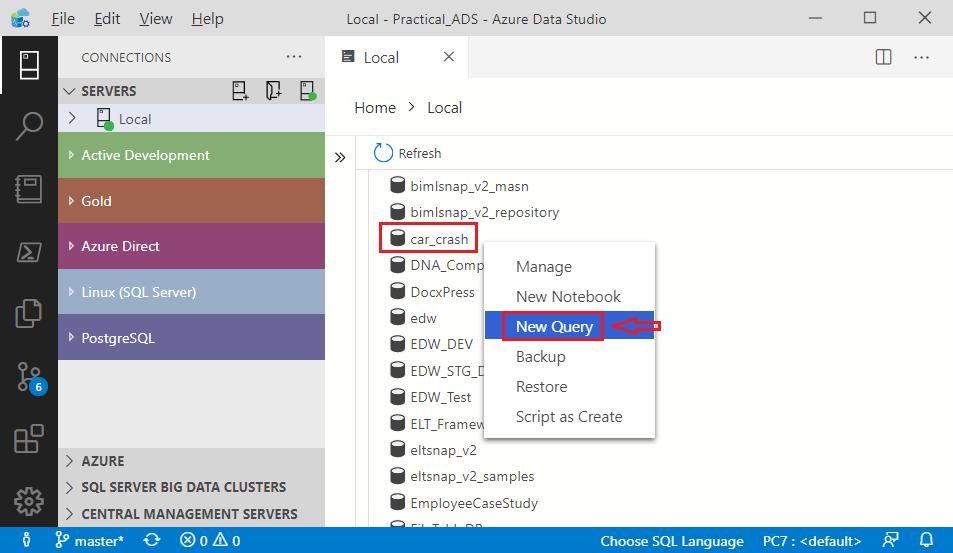 File Edit View Help Local - Practical_ADS - Azure Data Studio
CONNECTIONS
SERVERS
Local
Active Development
Gold
Azure Direct
Linux (SQL Server)
PostgreSQL
AZURE
SQL SERVER BIG DATA CLUSTERS
CENTRAL MANAGEMENT SERVERS
Local
Home > Local
Refresh
bimlsnap_v2_masn
bimlsnap_v2_repository
car_crash
DNA_Comp
DocxPress
edw
EDW_DEV
EDW_STG_D
EDW_Test
ELT_Framew
eltsnap_v2
eltsnap_v2_samples
EmployeeCaseStudy
Manage
New Notebook
New Query
Backup
Restore
Script as Create
6
master* 0 0 Choose SQL Language PC7 : <default>